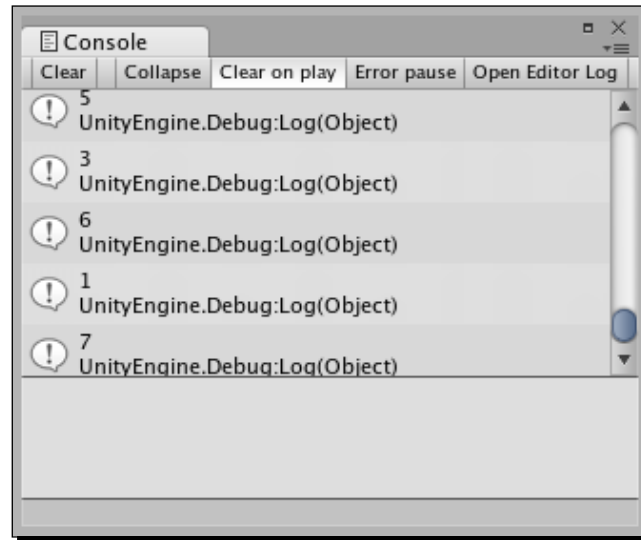 Console
Clear Collapse Clear on play Error pause Open Editor Log
5
UnityEngine.Debug:Log(Object)
3
UnityEngine.Debug:Log(Object)
6
UnityEngine.Debug:Log(Object)
1
UnityEngine.Debug:Log(Object)
7
UnityEngine.Debug:Log(Object)